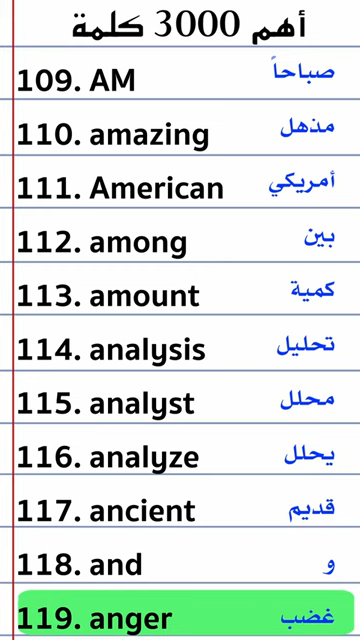 أهم 3000 كلمة
109. AM صباحاً
110. amazing مذهل
111. American أمريكي
112. among بين
113. amount كمية
114. analysis تحليل
115. analyst محلل
116. analyze يحلل
117. ancient قديم
118. and و
119. anger غضب